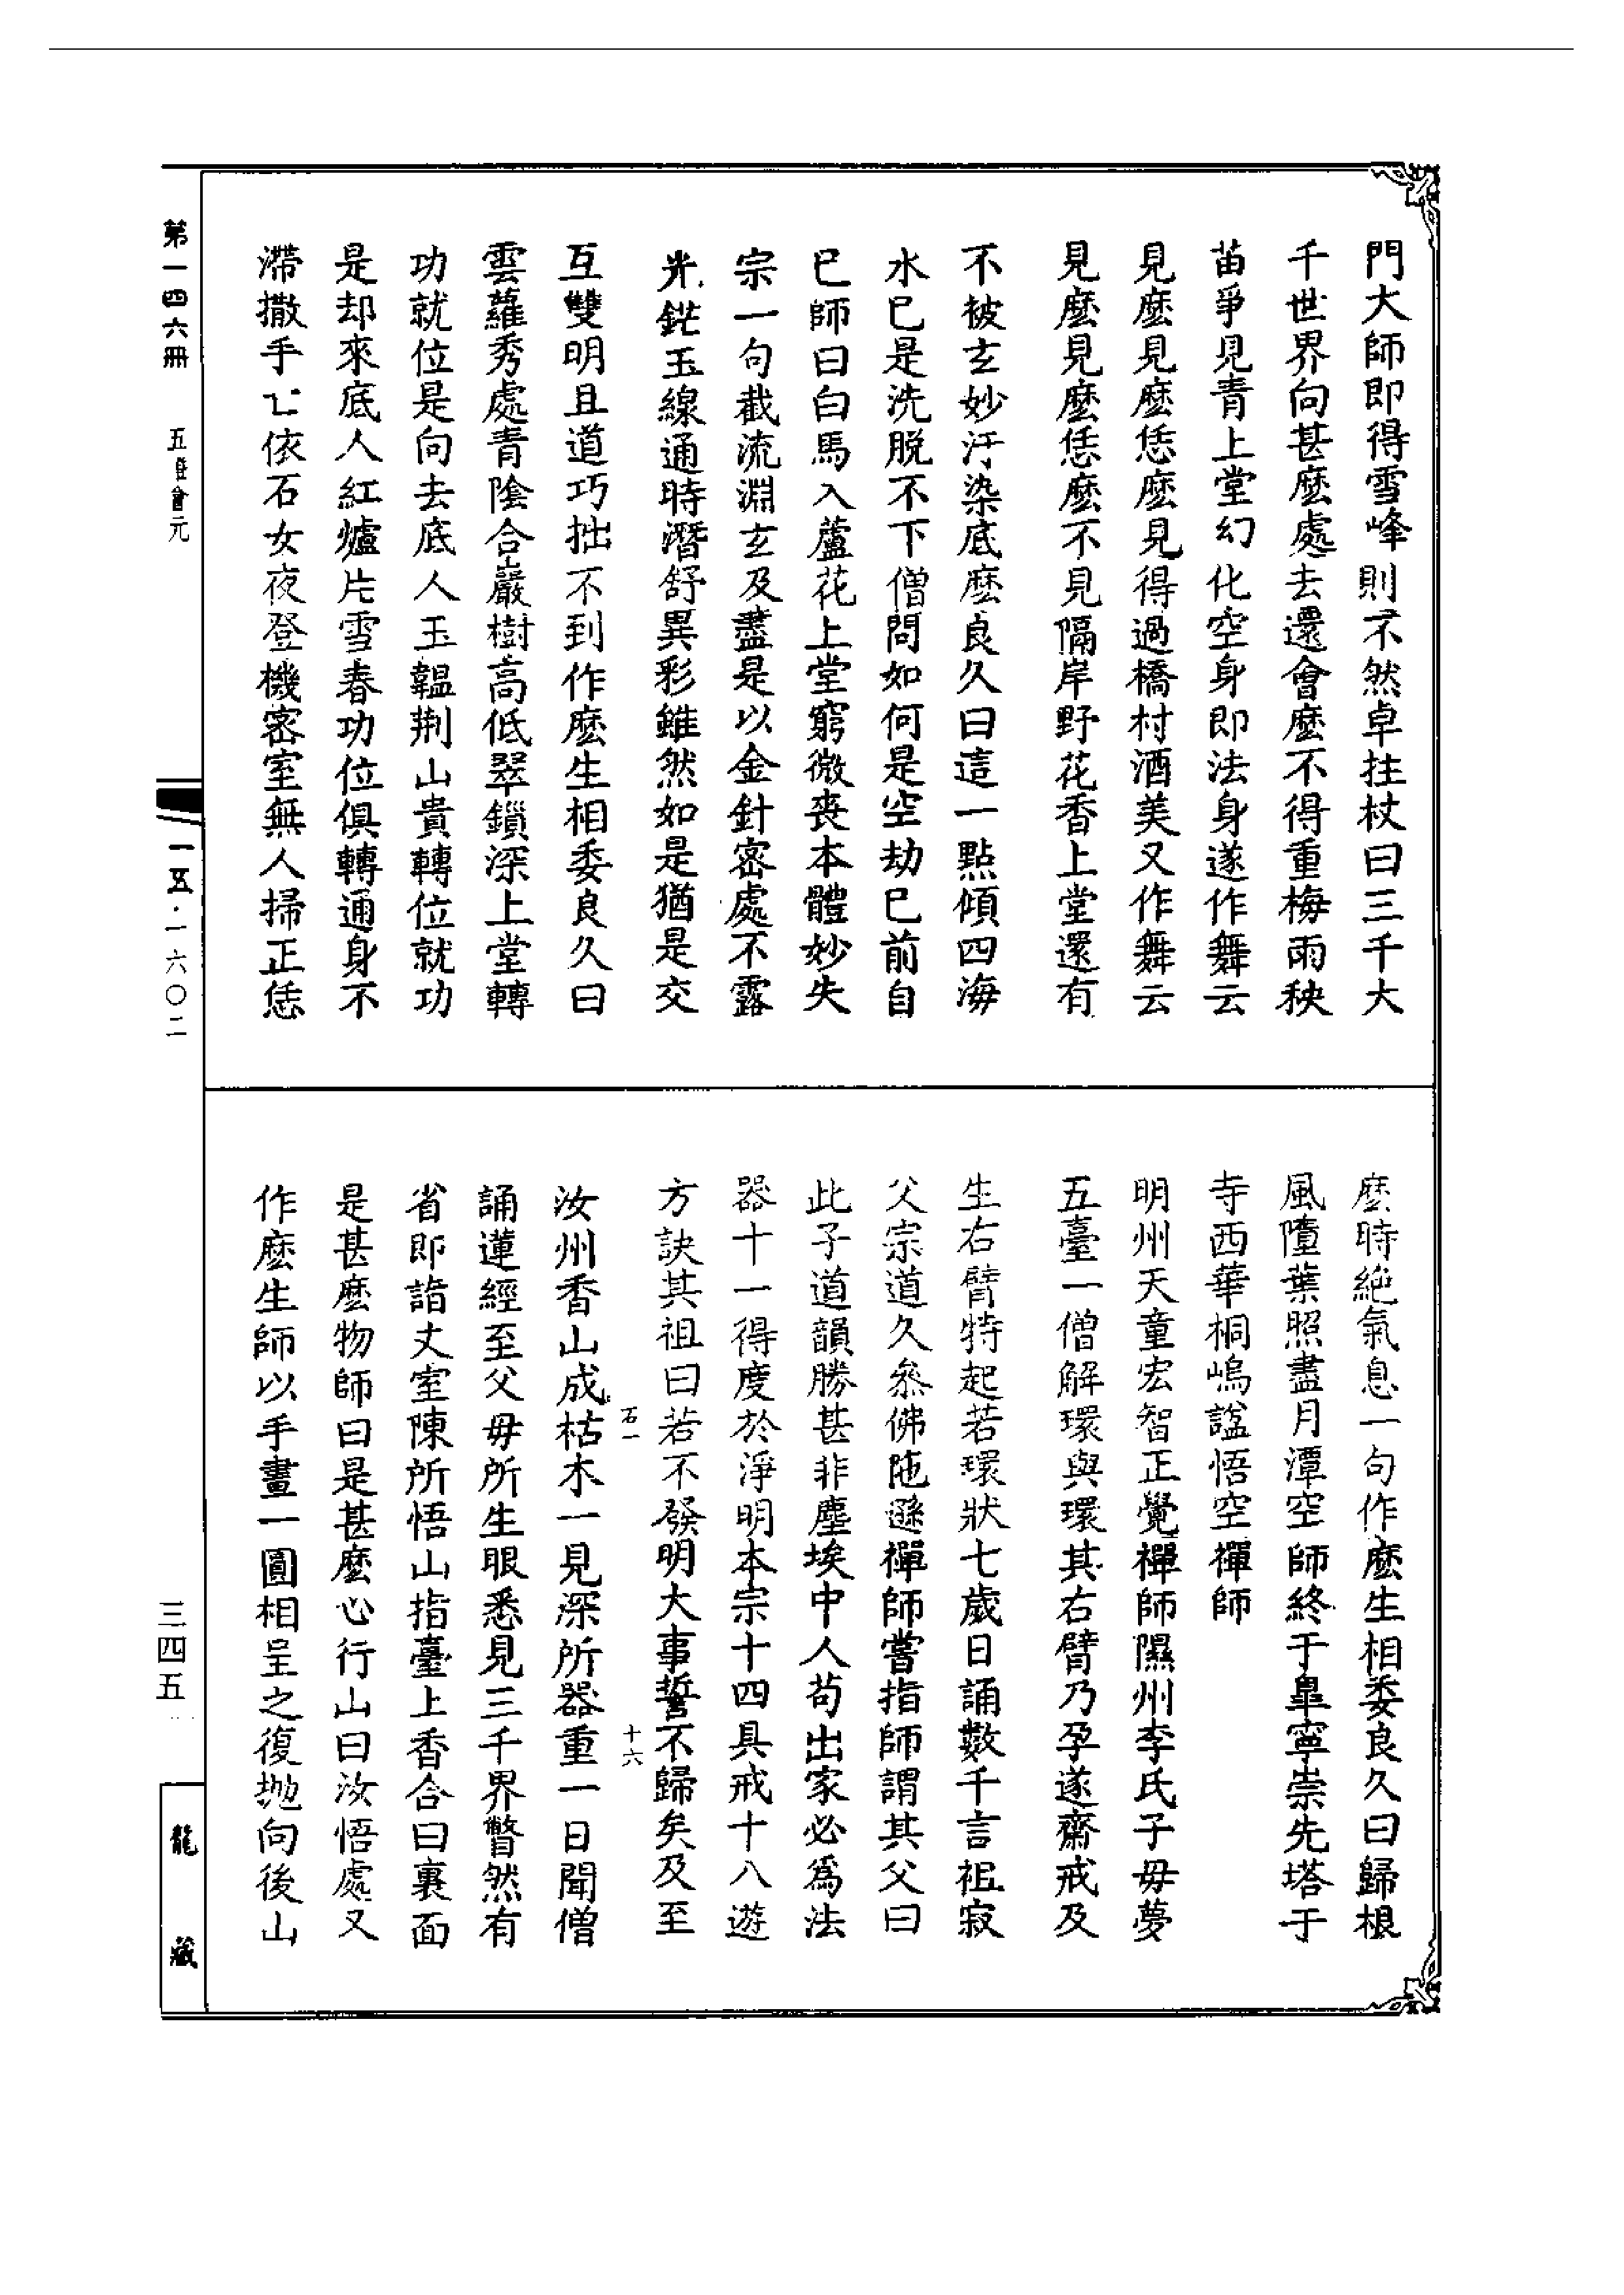 門大師即得雪峰則不然卓拄杖曰三千大
千世界向甚麽處去還會麽不得重梅雨秧
苗爭見青上堂幻化空身即法身遂作舞云
見麽見麽恁麽見得過橋村酒美又作舞云
見麽見麽恁麽不見隔岸野花香上堂還有
不被玄妙汙染底麽良久曰這一點傾四海
水巳是洗脫不下僧問如何是空劫巳前自
巳師曰白馬入蘆花上堂窮微喪本體妙失
宗一句截流淵玄及盡是以金針密處不露
光鋩玉線通時潛舒異彩雖然如是猶是交
互雙明且道巧拙不到作麽生相委良久曰
雲蘿秀處青陰合巖樹高低翠鎖深上堂轉
功就位是向去底人玉韞荆山貴轉位就功
是却來底人紅爐片雪春功位俱轉通身不
滯撒手亡依石女夜登機密室無人掃正恁
麽時絶氣息一句作麽生相委良久曰歸根
風墮葉照盡月潭空師終于臯寧崇先塔于
寺西華桐嵨諡悟空禪師
明州天童宏智正覺禪師隰州李氏子毋夢
五臺一僧解環與環其右臂乃孕遂齋戒及
生右臂特起若環狀七歲日誦數千言祖寂
父宗道久叅佛陁遜禪師嘗指師謂其父曰
此子道韻勝甚非塵埃中人苟出家必爲法
器十一得度於淨明本宗十四具戒十八遊
方訣其祖曰若不發明大事誓不歸矣及至
石一 十六
汝州香山成枯木一見深所器重一日聞僧
誦蓮經至父毋所生眼悉見三千界瞥然有
省即詣丈室陳所悟山指臺上香合曰裏面
是甚麽物師曰是甚麽心行山曰汝悟處又
作麽生師以手畫一圓相呈之復抛向後山
第一四六冊 五燈會元
一五·一六〇二
三四五
龍藏